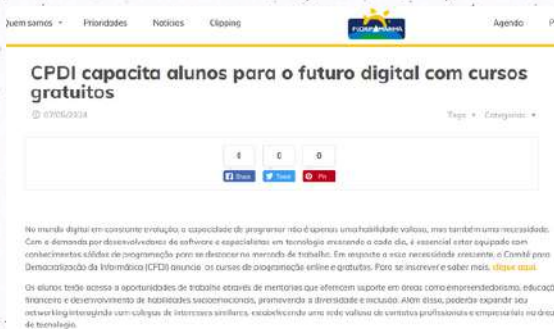 Quem somos Prioridades Notícias Clipping FLORIPAMANHÃ Agenda
CPDI capacita alunos para o futuro digital com cursos
gratuitos
07/05/2024 Tags Categorias
0 0 0
Share Tweet Pin
No mundo digital em constante evolução, a capacidade de programar não é apenas uma habilidade valiosa, mas também uma necessidade.
Com a demanda por desenvolvedores de software e especialistas em tecnologia crescendo a cada dia, é essencial estar equipado com
conhecimentos sólidos de programação para se destacar no mercado de trabalho. Em resposta a essa necessidade crescente, o Comitê para
Democratização da Informática (CPDI) anuncia os cursos de programação online e gratuitos. Para se inscrever e saber mais, clique aqui.
Os alunos terão acesso a oportunidades de trabalho através de mentorias que oferecem suporte em áreas como empreendedorismo, educação
financeira e desenvolvimento de habilidades socioemocionais, promovendo a diversidade e inclusão. Além disso, poderão expandir seu
networking interagindo com colegas de interesses similares, estabelecendo uma rede valiosa de contatos profissionais e empresariais na área
de tecnologia.